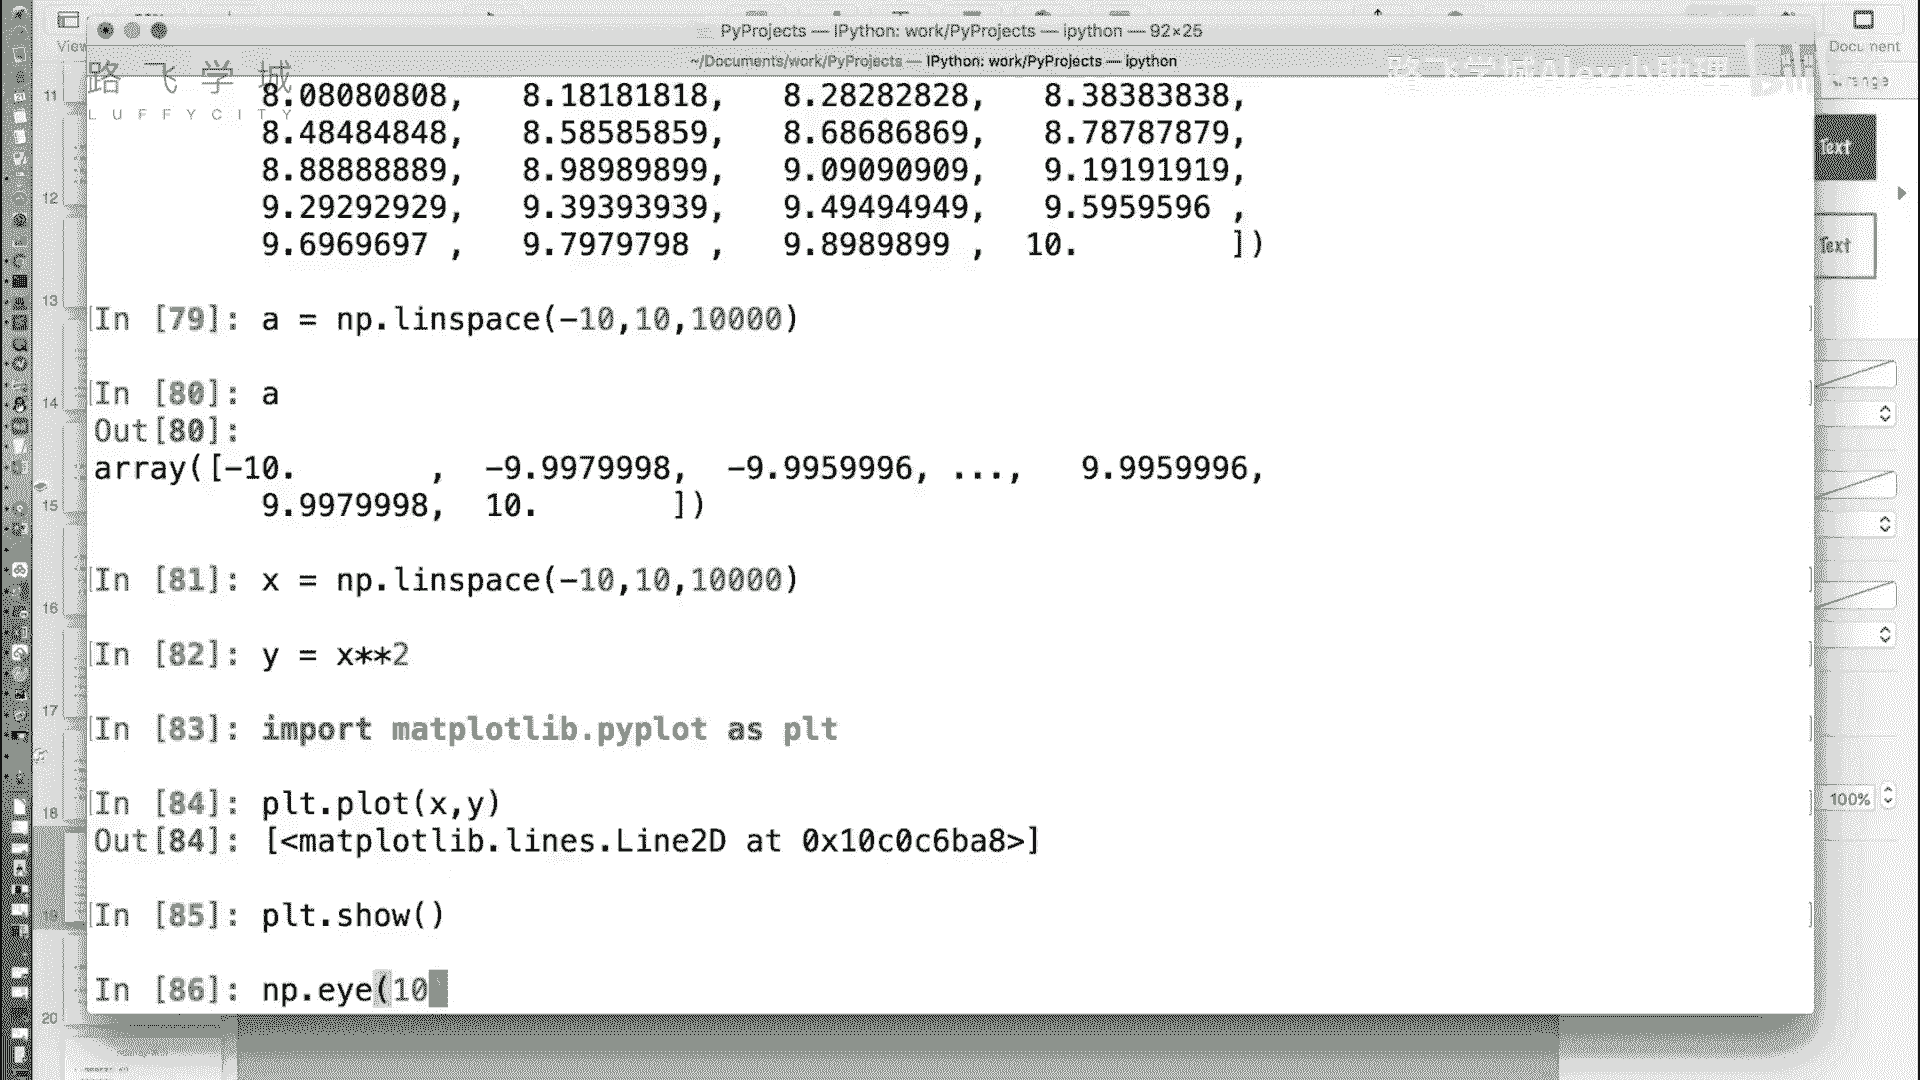 PyProjects — IPython: work/PyProjects — ipython — 92×25
View
Document
~/Documents/work/PyProjects — IPython: work/PyProjects — ipython
路飞学城
LUFFYCITY
路飞学城Alex小助理
8.08080808, 8.18181818, 8.28282828, 8.38383838,
8.48484848, 8.58585859, 8.68686869, 8.78787879,
8.88888889, 8.98989899, 9.09090909, 9.19191919,
9.29292929, 9.39393939, 9.49494949, 9.5959596 ,
9.6969697 , 9.7979798 , 9.8989899 , 10. ])
In [79]: a = np.linspace(-10,10,10000)
In [80]: a
Out[80]:
array([-10. , -9.9979998, -9.9959996, ..., 9.9959996,
9.9979998, 10. ])
In [81]: x = np.linspace(-10,10,10000)
In [82]: y = x**2
In [83]: import matplotlib.pyplot as plt
In [84]: plt.plot(x,y)
Out[84]: [<matplotlib.lines.Line2D at 0x10c0c6ba8>]
In [85]: plt.show()
In [86]: np.eye(10
11
12
13
14
15
16
17
18
19
20
Text
Text
100%